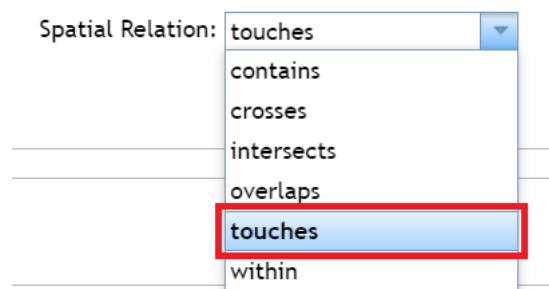 Spatial Relation: touches
contains
crosses
intersects
overlaps
touches
within